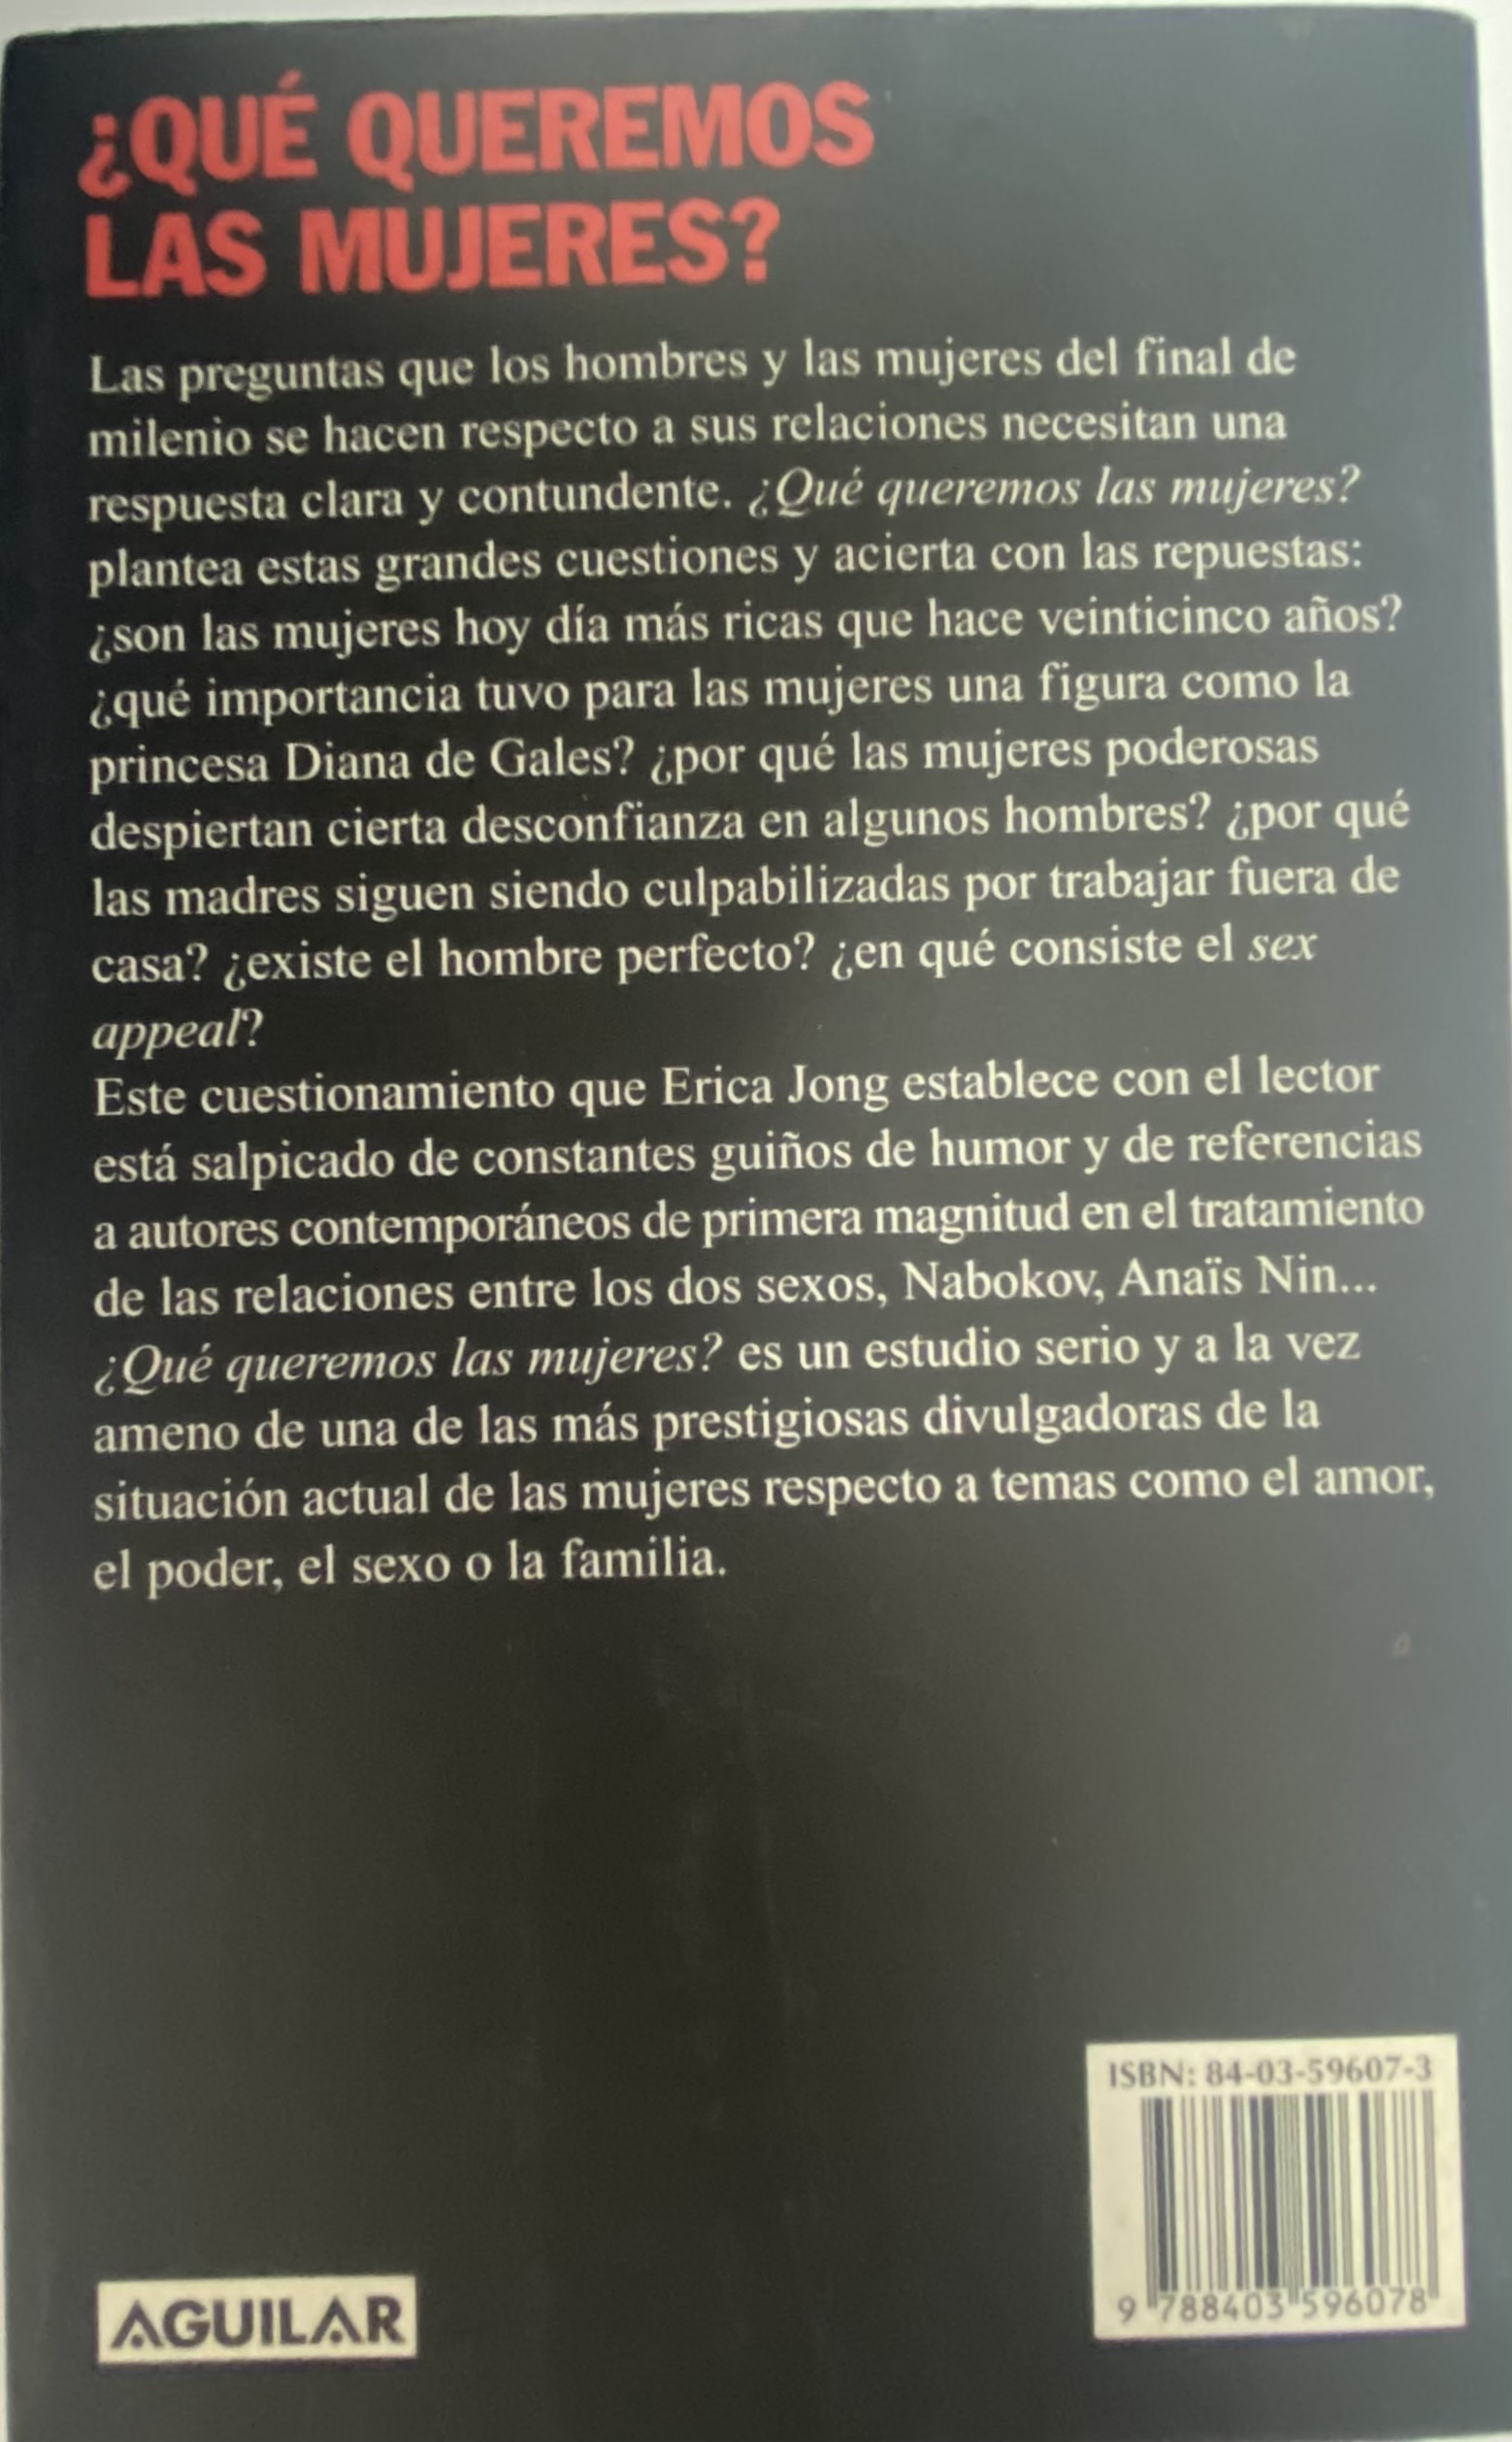 ¿QUÉ QUEREMOS
LAS MUJERES?
Las preguntas que los hombres y las mujeres del final de
milenio se hacen respecto a sus relaciones necesitan una
respuesta clara y contundente. ¿Qué queremos las mujeres?
plantea estas grandes cuestiones y acierta con las repuestas:
¿son las mujeres hoy día más ricas que hace veinticinco años?
¿qué importancia tuvo para las mujeres una figura como la
princesa Diana de Gales? ¿por qué las mujeres poderosas
despiertan cierta desconfianza en algunos hombres? ¿por qué
las madres siguen siendo culpabilizadas por trabajar fuera de
casa? ¿existe el hombre perfecto? ¿en qué consiste el sex
appeal?
Este cuestionamiento que Erica Jong establece con el lector
está salpicado de constantes guiños de humor y de referencias
a autores contemporáneos de primera magnitud en el tratamiento
de las relaciones entre los dos sexos, Nabokov, Anaïs Nin...
¿Qué queremos las mujeres? es un estudio serio y a la vez
ameno de una de las más prestigiosas divulgadoras de la
situación actual de las mujeres respecto a temas como el amor,
el poder, el sexo o la familia.
ISBN: 84-03-59607-3
9 788403 596078
AGUILAR